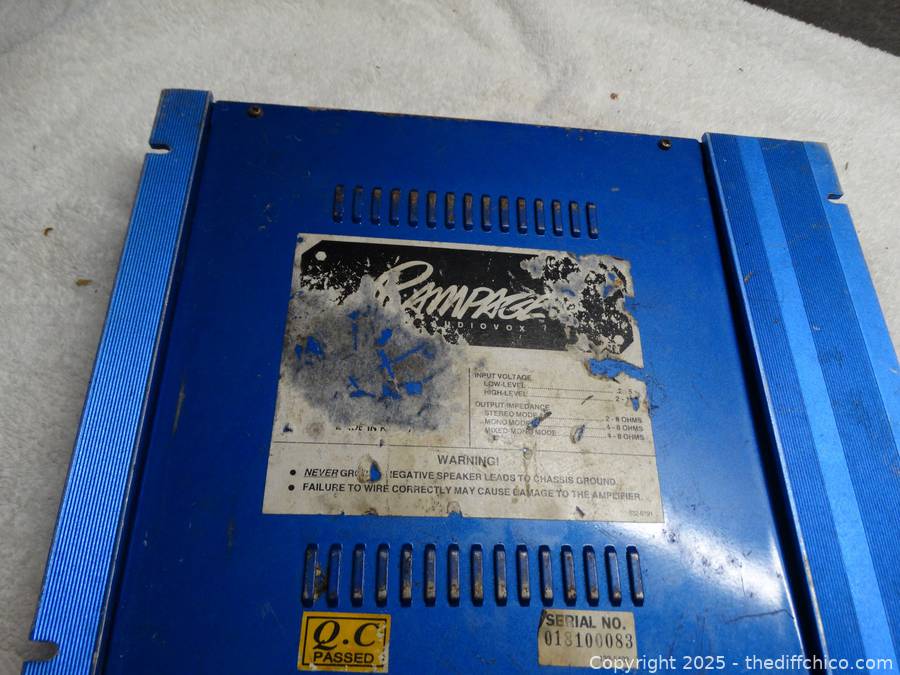 RAMPAGE
INPUT VOLTAGE
LOW-LEVEL
HIGH-LEVEL
OUTPUT IMPEDANCE
STEREO MODE 2 - 8 OHMS
MONO MODE 4 - 8 OHMS
MIXED-MONO MODE 4 - 8 OHMS
WARNING!
• NEVER NEGATIVE SPEAKER LEADS TO CHASSIS GROUND.
• FAILURE TO WIRE CORRECTLY MAY CAUSE DAMAGE TO THE AMPLIFIER.
Q.C
PASSED
SERIAL NO.
018100083
Copyright © 2025 - thediffchico.com